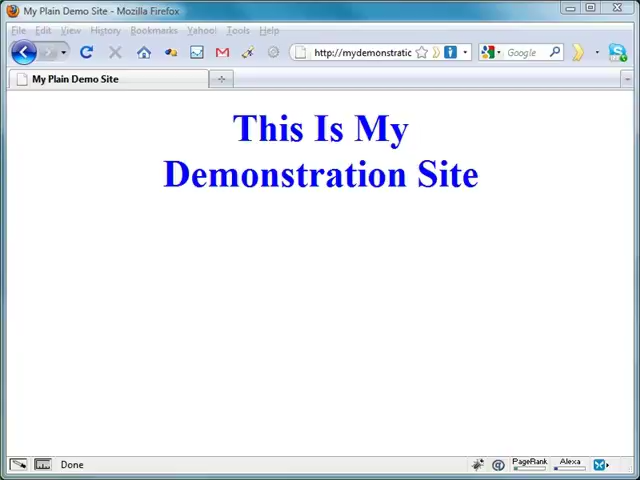 My Plain Demo Site - Mozilla Firefox
File Edit View History Bookmarks Yahoo! Tools Help
http://mydemonstratic Google
My Plain Demo Site
This Is My
Demonstration Site
Done PageRank Alexa